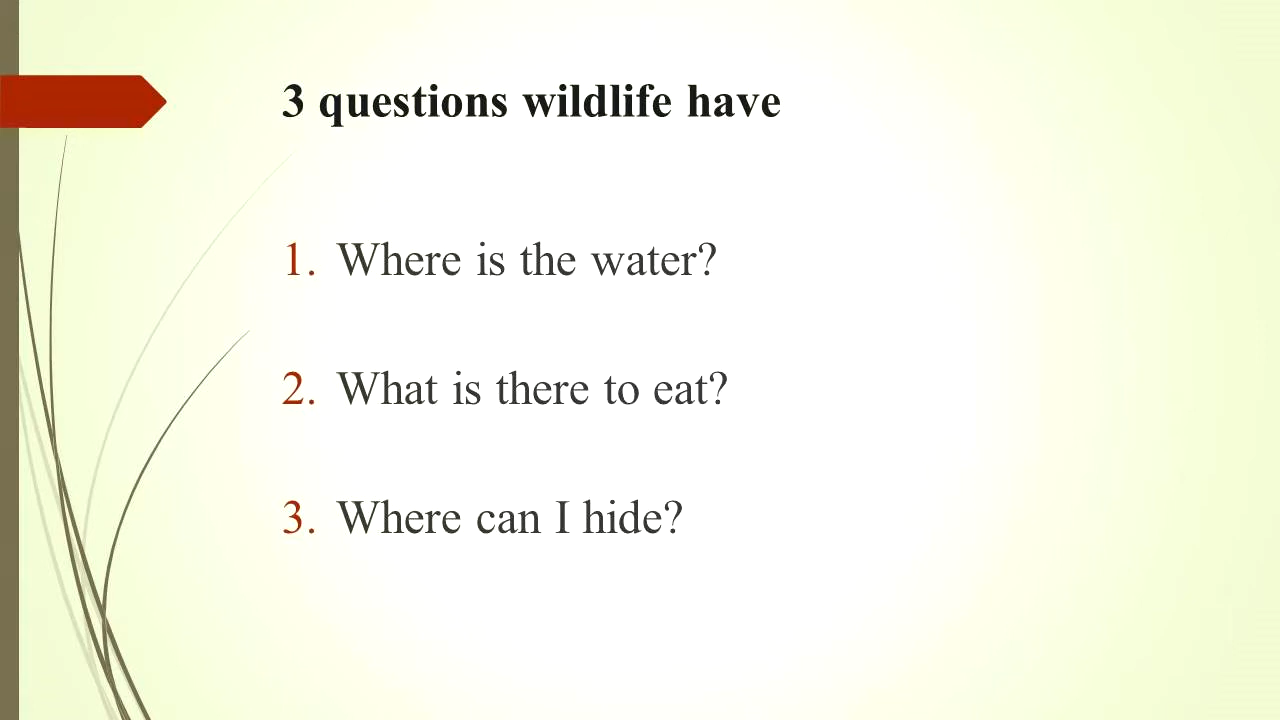 3 questions wildlife have
1. Where is the water?
2. What is there to eat?
3. Where can I hide?